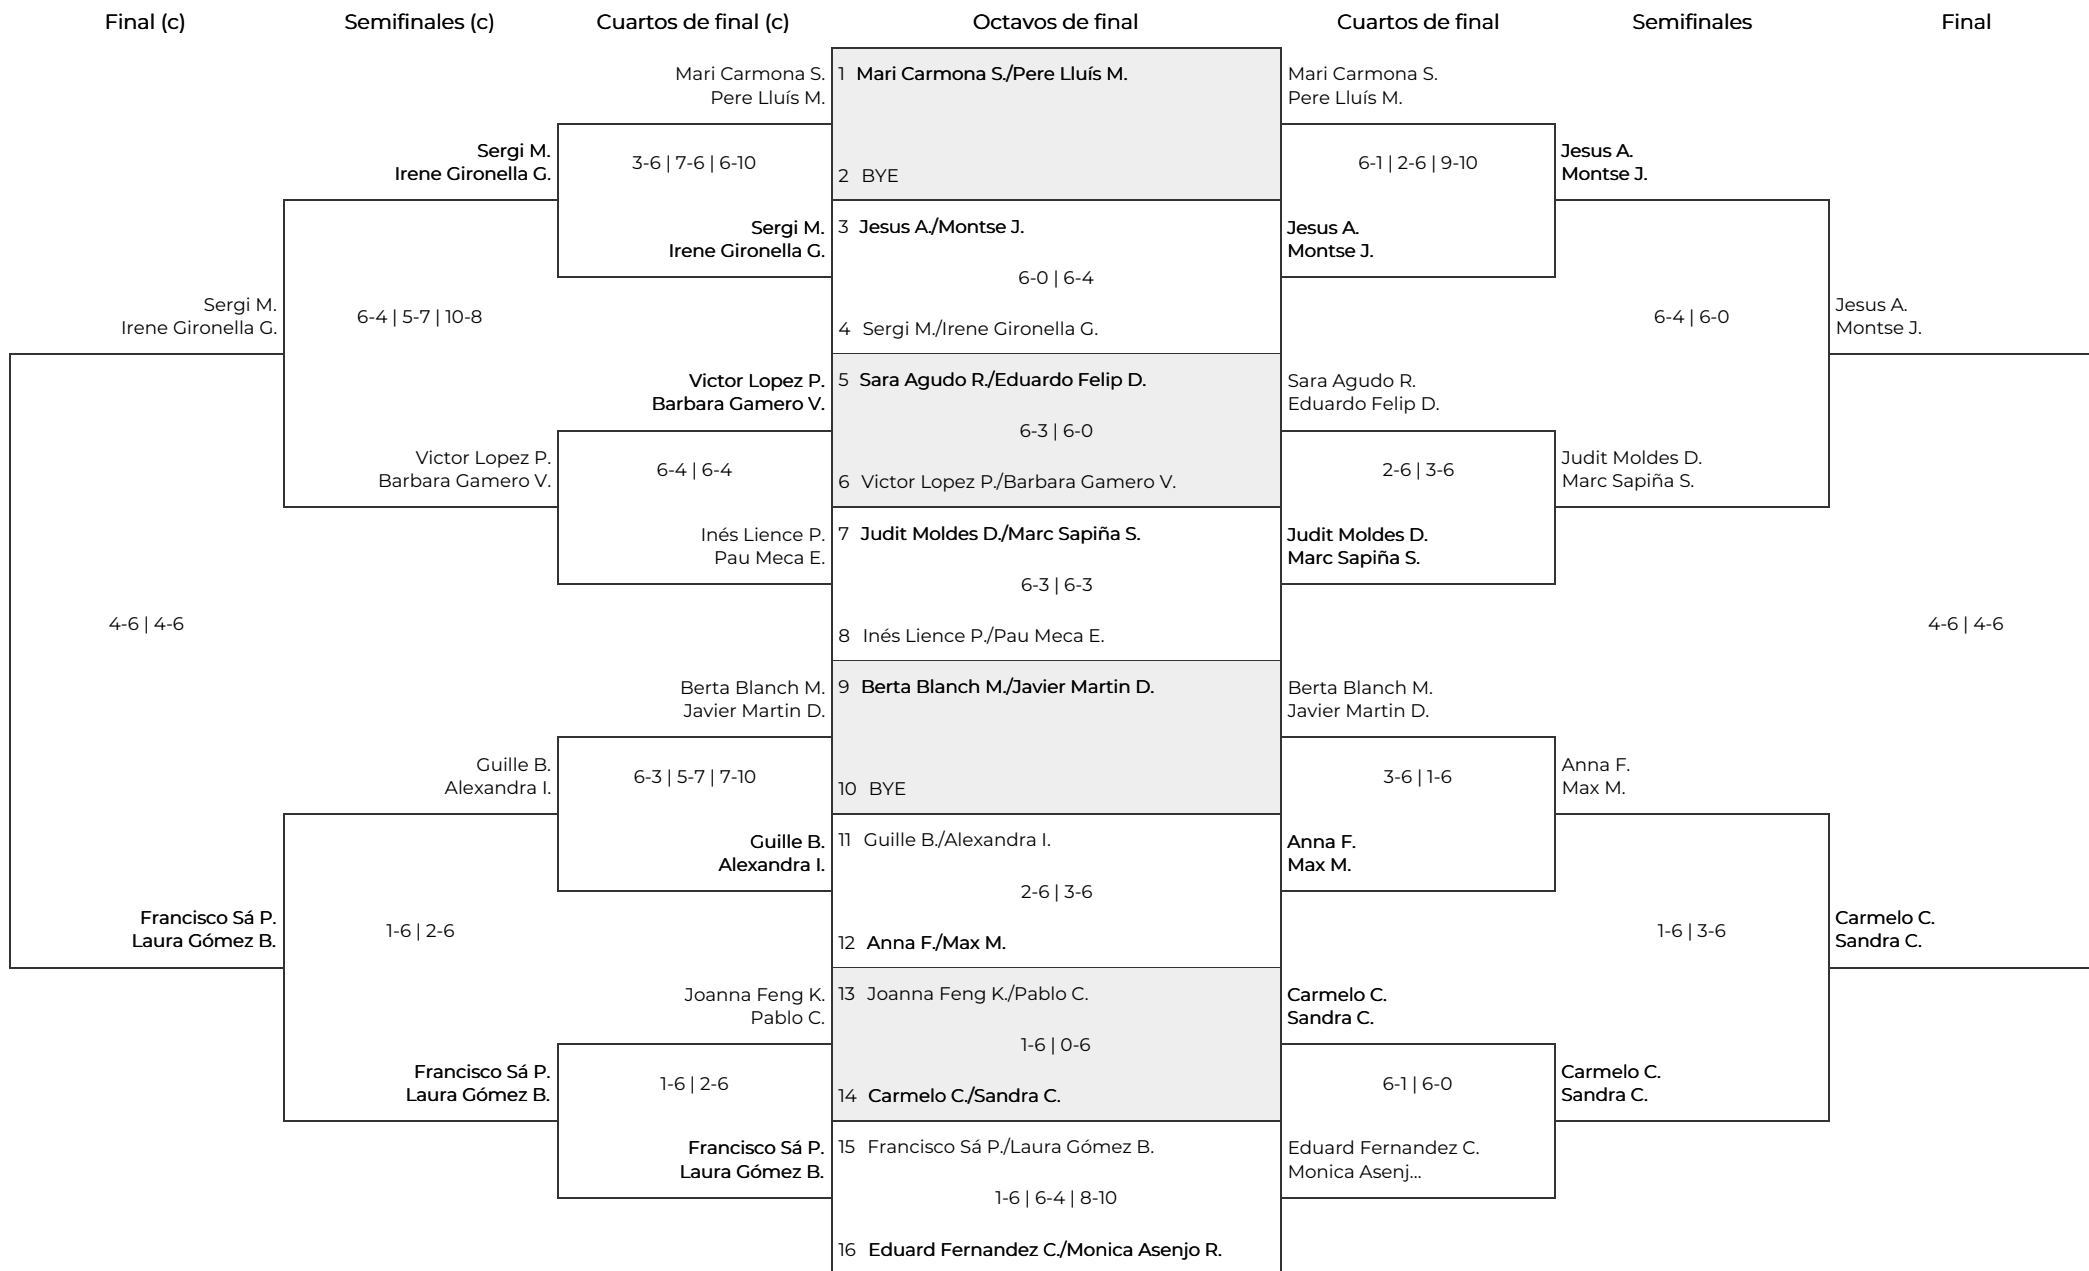 Final (c)
Semifinales (c)
Cuartos de final (c)
Octavos de final
Cuartos de final
Semifinales
Final
Sergi M.
Irene Gironella G.
4-6 | 4-6
Francisco Sá P.
Laura Gómez B.
Sergi M.
Irene Gironella G.
6-4 | 5-7 | 10-8
Victor Lopez P.
Barbara Gamero V.
Guille B.
Alexandra I.
1-6 | 2-6
Francisco Sá P.
Laura Gómez B.
Mari Carmona S.
Pere Lluís M.
3-6 | 7-6 | 6-10
Sergi M.
Irene Gironella G.
Victor Lopez P.
Barbara Gamero V.
6-4 | 6-4
Inés Lience P.
Pau Meca E.
Berta Blanch M.
Javier Martin D.
6-3 | 5-7 | 7-10
Guille B.
Alexandra I.
Joanna Feng K.
Pablo C.
1-6 | 2-6
Francisco Sá P.
Laura Gómez B.
1 Mari Carmona S./Pere Lluís M.
2 BYE
3 Jesus A./Montse J.
6-0 | 6-4
4 Sergi M./Irene Gironella G.
5 Sara Agudo R./Eduardo Felip D.
6-3 | 6-0
6 Victor Lopez P./Barbara Gamero V.
7 Judit Moldes D./Marc Sapiña S.
6-3 | 6-3
8 Inés Lience P./Pau Meca E.
9 Berta Blanch M./Javier Martin D.
10 BYE
11 Guille B./Alexandra I.
2-6 | 3-6
12 Anna F./Max M.
13 Joanna Feng K./Pablo C.
1-6 | 0-6
14 Carmelo C./Sandra C.
15 Francisco Sá P./Laura Gómez B.
1-6 | 6-4 | 8-10
16 Eduard Fernandez C./Monica Asenjo R.
Mari Carmona S.
Pere Lluís M.
6-1 | 2-6 | 9-10
Jesus A.
Montse J.
Sara Agudo R.
Eduardo Felip D.
2-6 | 3-6
Judit Moldes D.
Marc Sapiña S.
Berta Blanch M.
Javier Martin D.
3-6 | 1-6
Anna F.
Max M.
Carmelo C.
Sandra C.
6-1 | 6-0
Eduard Fernandez C.
Monica Asenj...
Jesus A.
Montse J.
6-4 | 6-0
Judit Moldes D.
Marc Sapiña S.
Anna F.
Max M.
1-6 | 3-6
Carmelo C.
Sandra C.
Jesus A.
Montse J.
4-6 | 4-6
Carmelo C.
Sandra C.